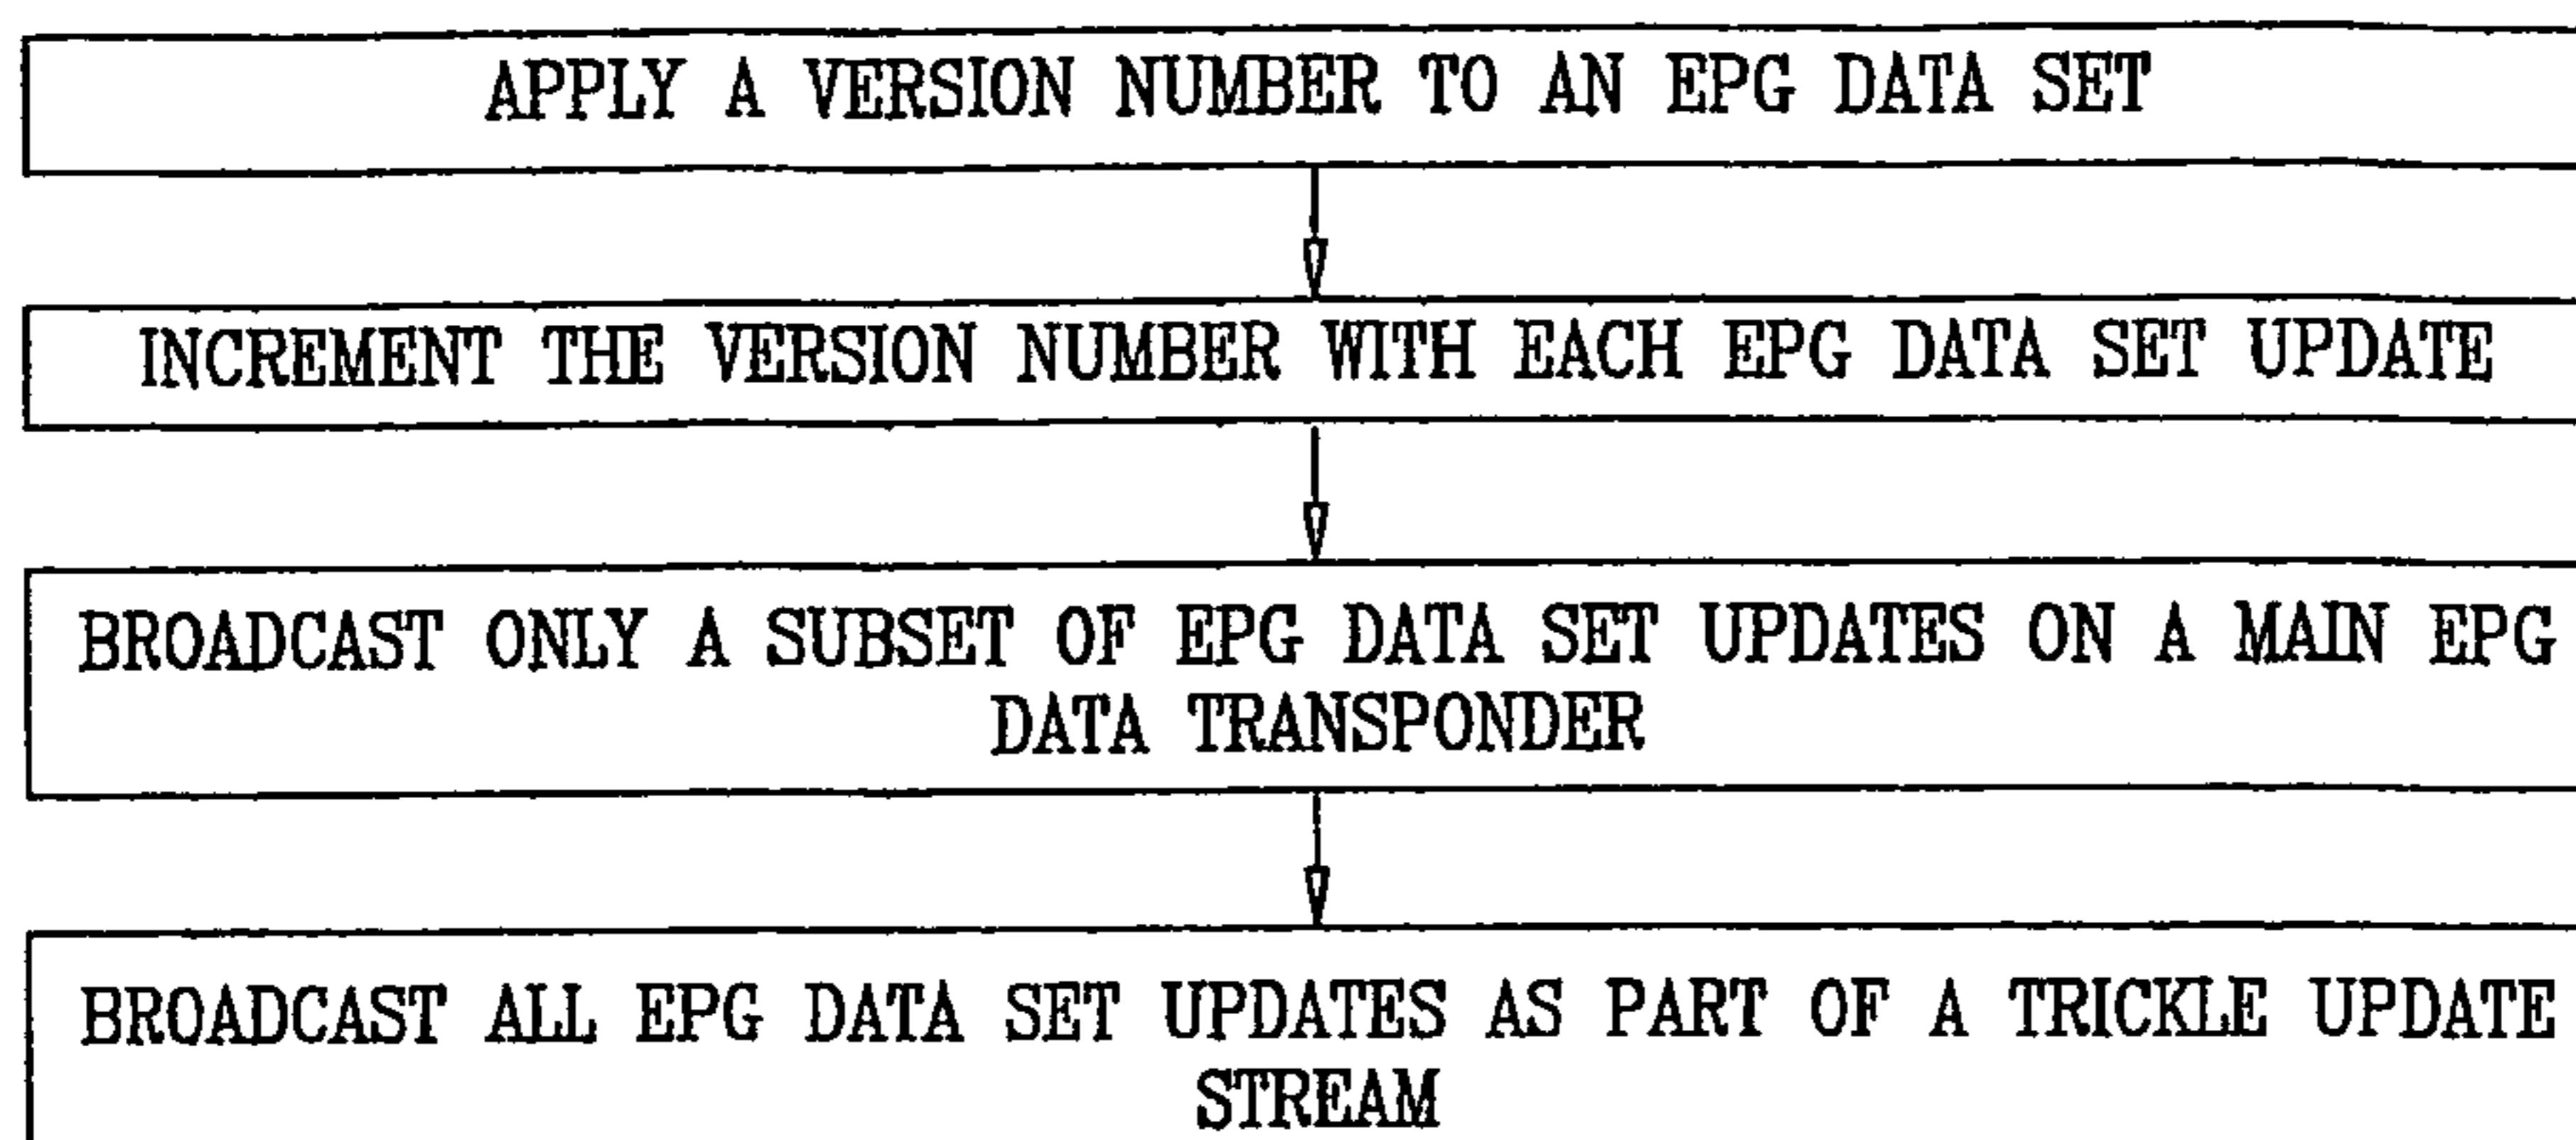 APPLY A VERSION NUMBER TO AN EPG DATA SET
INCREMENT THE VERSION NUMBER WITH EACH EPG DATA SET UPDATE
BROADCAST ONLY A SUBSET OF EPG DATA SET UPDATES ON A MAIN EPG
DATA TRANSPONDER
BROADCAST ALL EPG DATA SET UPDATES AS PART OF A TRICKLE UPDATE
STREAM